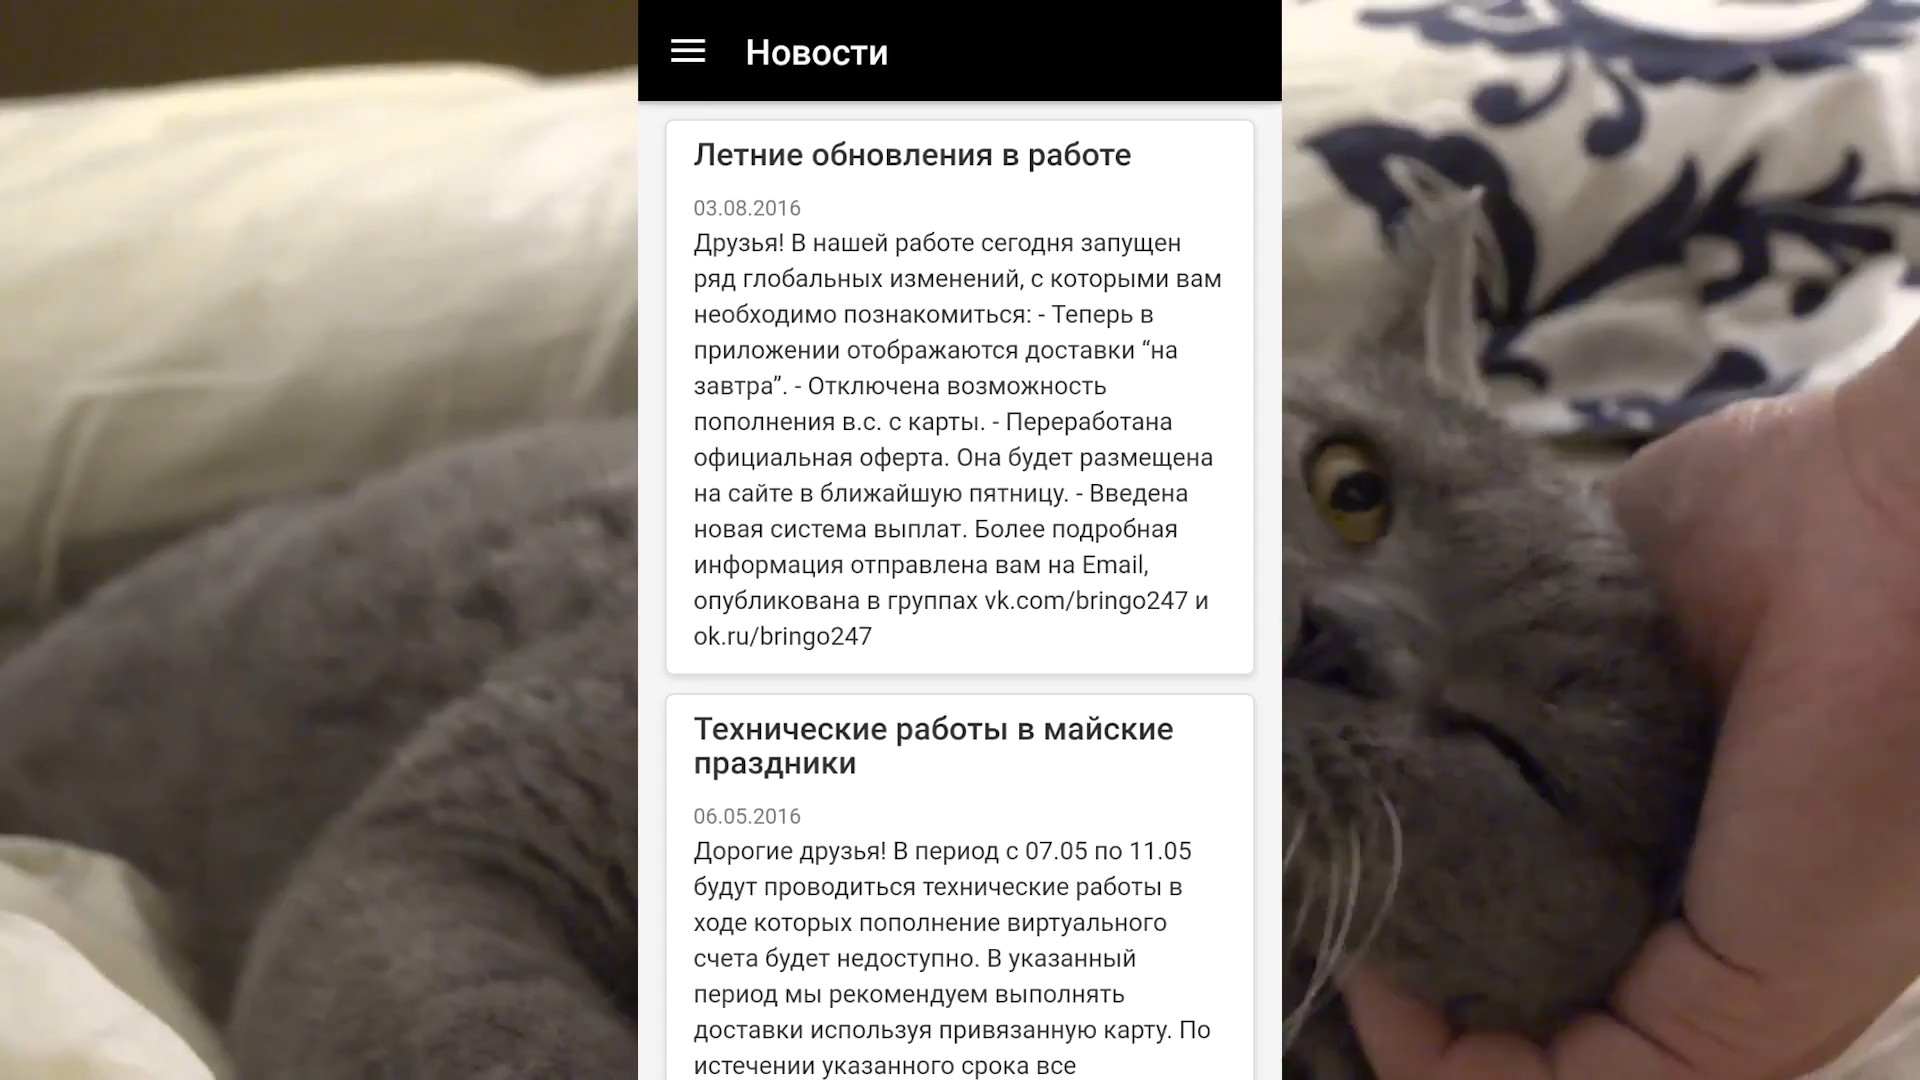 Новости
Летние обновления в работе
03.08.2016
Друзья! В нашей работе сегодня запущен
ряд глобальных изменений, с которыми вам
необходимо познакомиться: - Теперь в
приложении отображаются доставки “на
завтра”. - Отключена возможность
пополнения в.с. с карты. - Переработана
официальная оферта. Она будет размещена
на сайте в ближайшую пятницу. - Введена
новая система выплат. Более подробная
информация отправлена вам на Email,
опубликована в группах vk.com/bringo247 и
ok.ru/bringo247
Технические работы в майские
праздники
06.05.2016
Дорогие друзья! В период с 07.05 по 11.05
будут проводиться технические работы в
ходе которых пополнение виртуального
счета будет недоступно. В указанный
период мы рекомендуем выполнять
доставки используя привязанную карту. По
истечении указанного срока все